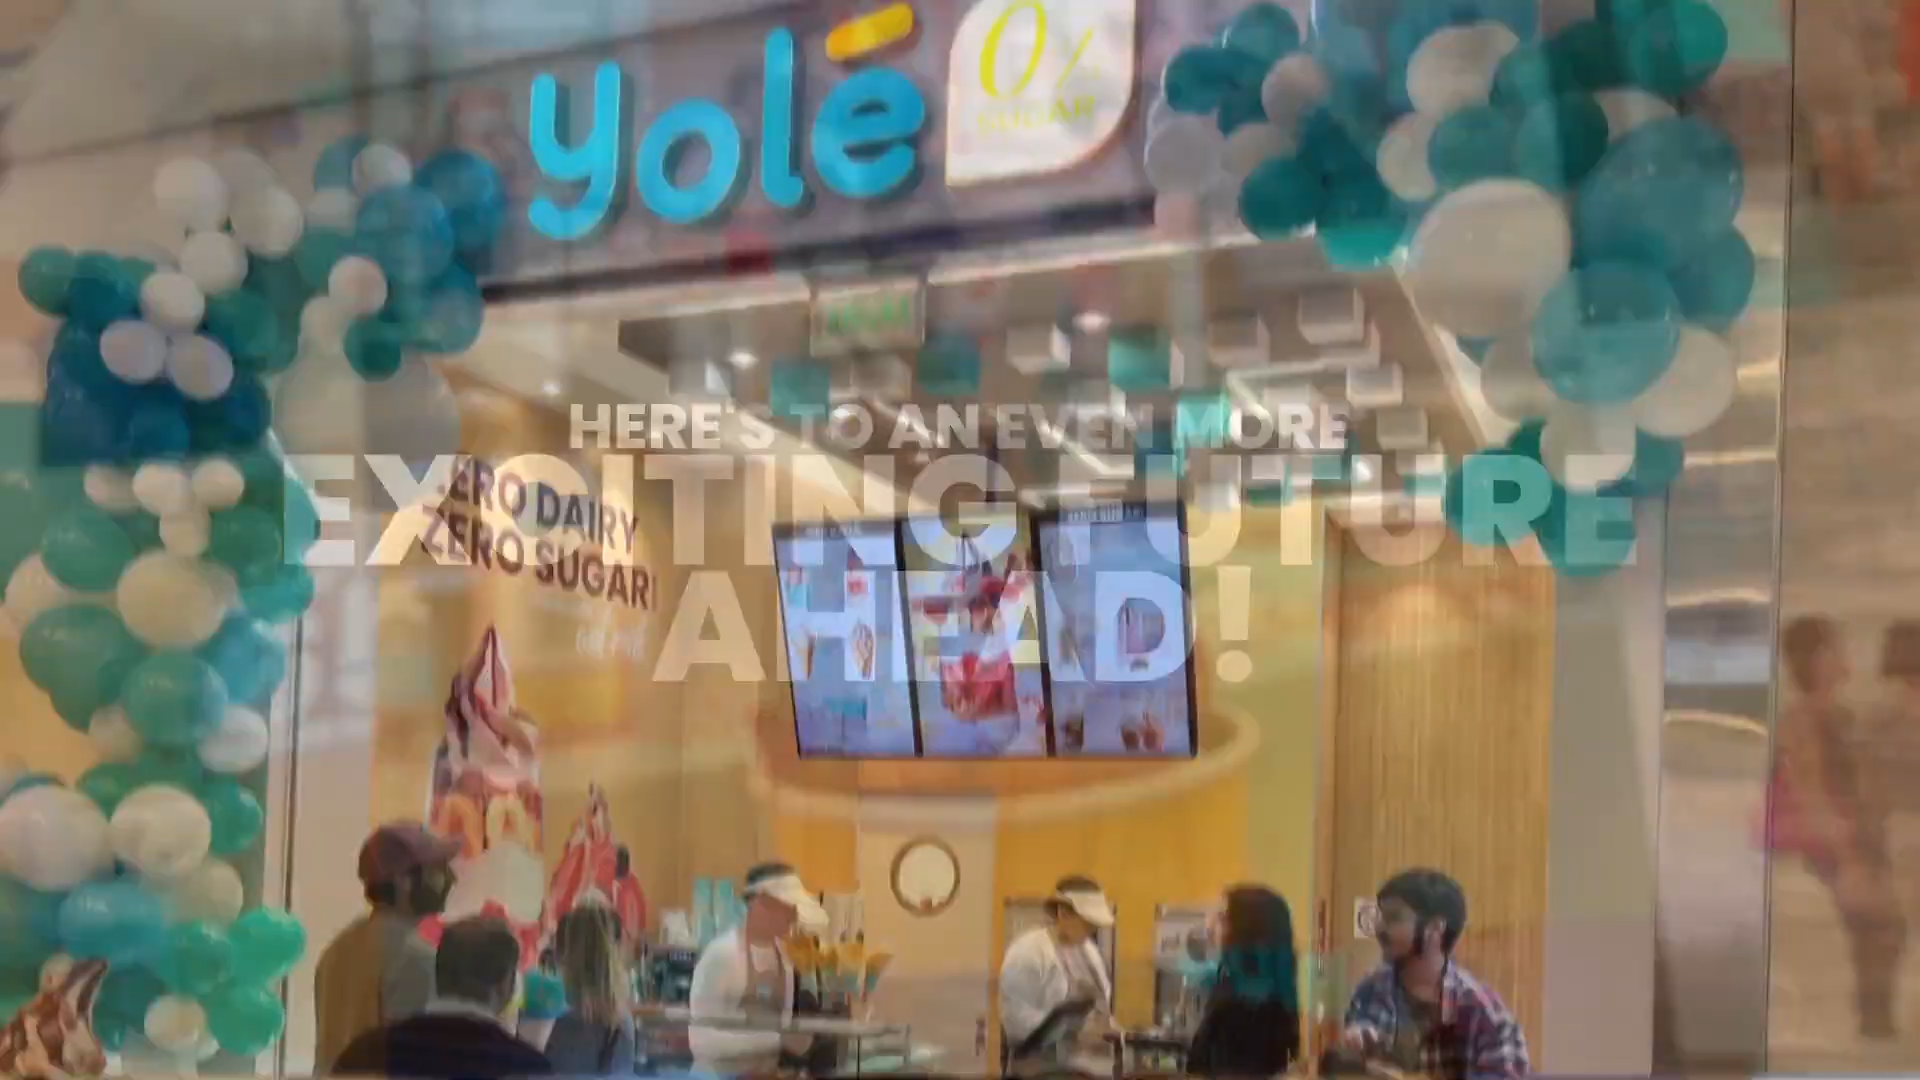 yolé
0%
SUGAR
HERE'S TO AN EVEN MORE
EXCITING FUTURE
AHEAD!
ZERO DAIRY
ZERO SUGAR!